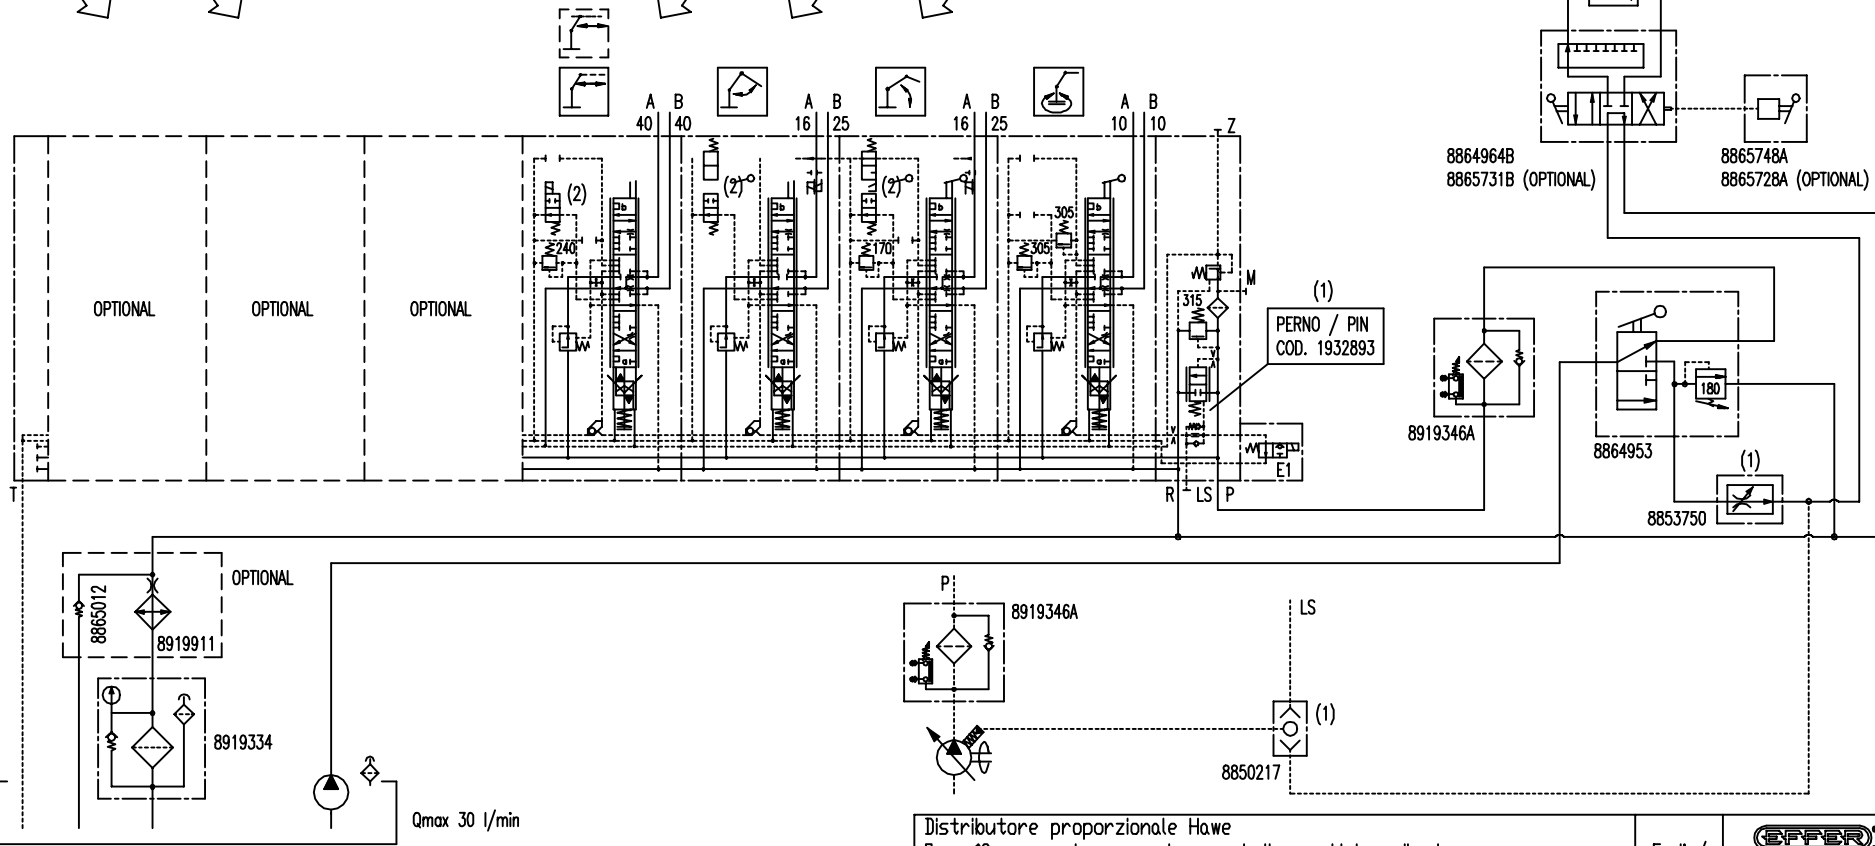 A B
40 40
A B
16 25
A B
16 25
A B
10 10
Z
8864964B
8865731B (OPTIONAL)
8865748A
8865728A (OPTIONAL)
OPTIONAL
OPTIONAL
OPTIONAL
(2)
(2)
(2)
b
b
b
b
240
170
305
305
315
M
(1)
PERNO / PIN
COD. 1932893
a
a
a
a
180
8919346A
8864953
(1)
8853750
E1
T
R LS P
OPTIONAL
8865012
8919911
8919334
Qmax 30 l/min
P
8919346A
LS
(1)
8850217
Distributore proporzionale Hawe
EFFER